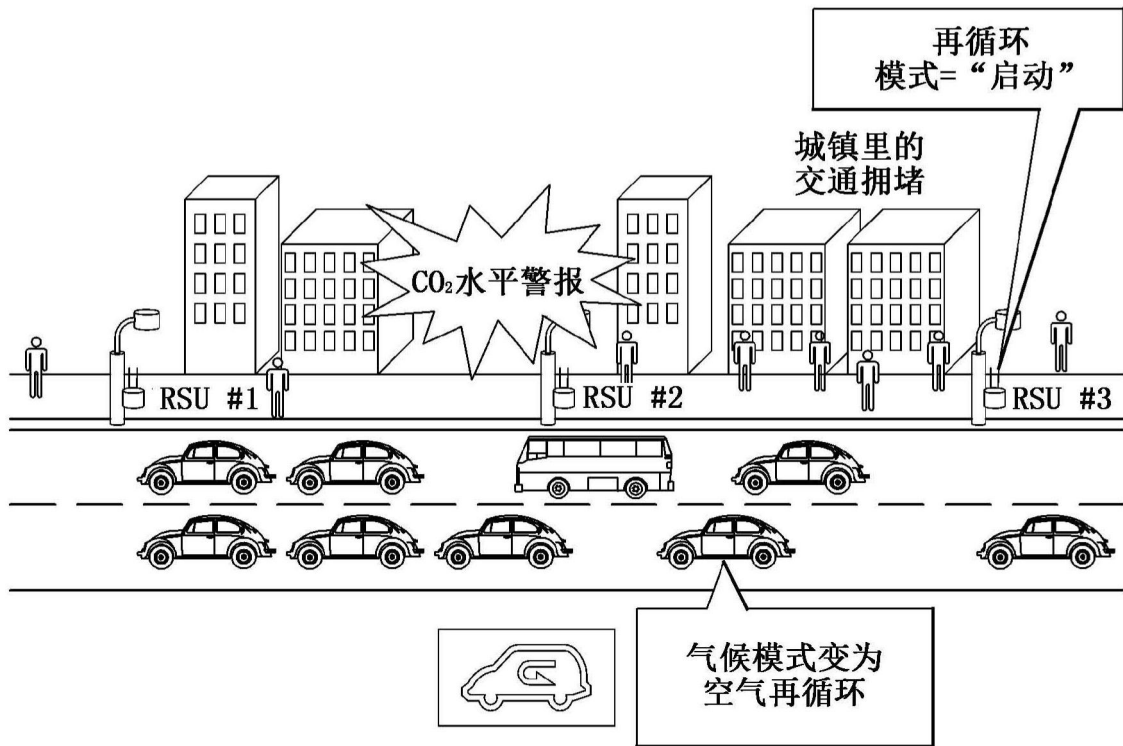 再循环
模式=“启动”
城镇里的
交通拥堵
CO₂水平警报
RSU #1
RSU #2
RSU #3
气候模式变为
空气再循环